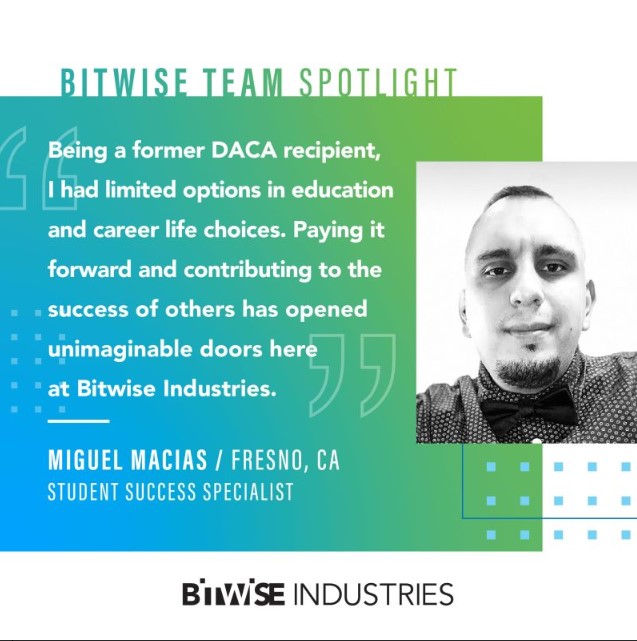 BITWISE TEAM SPOTLIGHT
Being a former DACA recipient,
I had limited options in education
and career life choices. Paying it
forward and contributing to the
success of others has opened
unimaginable doors here
at Bitwise Industries.
MIGUEL MACIAS / FRESNO, CA
STUDENT SUCCESS SPECIALIST
BITWISE INDUSTRIES